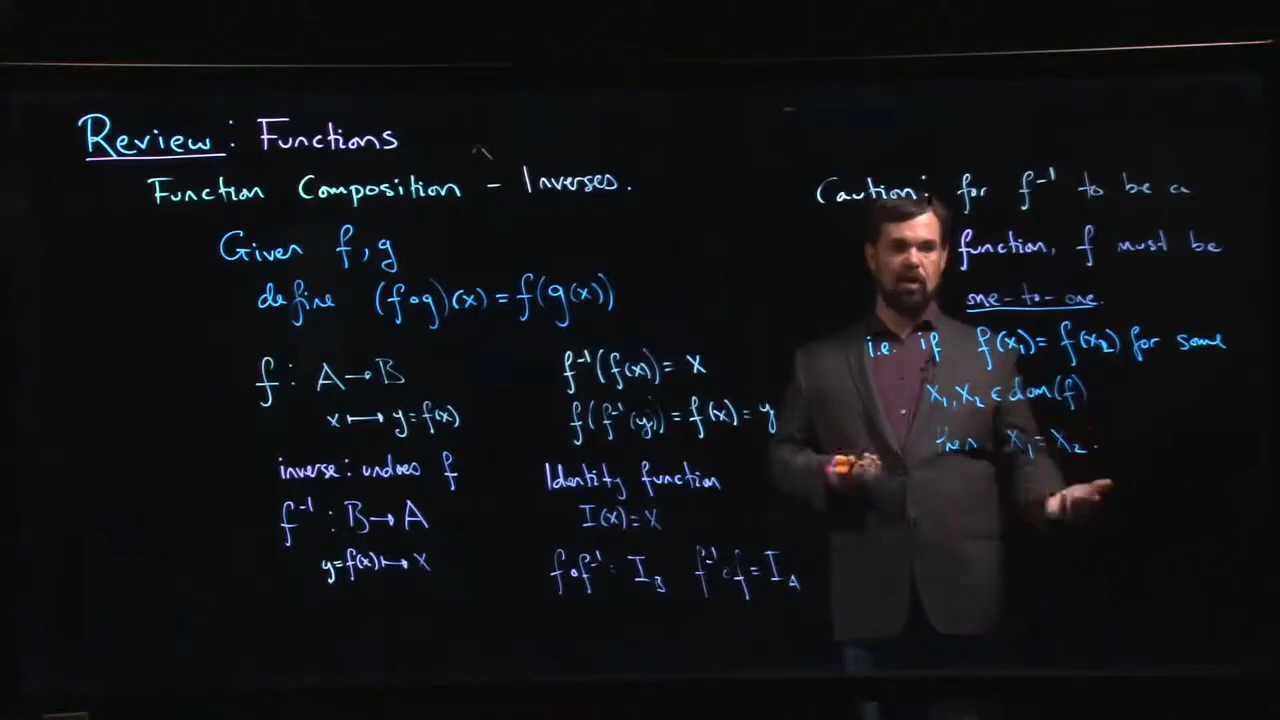 Review: Functions
Function Composition - Inverses.
Given f, g
define (f∘g)(x) = f(g(x))
f: A → B
x ↦ y = f(x)
inverse: undoes f
f⁻¹: B → A
y = f(x) ↦ x
f⁻¹(f(x)) = x
f(f⁻¹(y)) = f(x) = y
Identity function
I(x) = x
f∘f⁻¹ = I_B f⁻¹∘f = I_A
Caution: for f⁻¹ to be a
function, f must be
one-to-one.
i.e. if f(x₁) = f(x₂) for some
x₁, x₂ ∈ dom(f)
then x₁ = x₂.